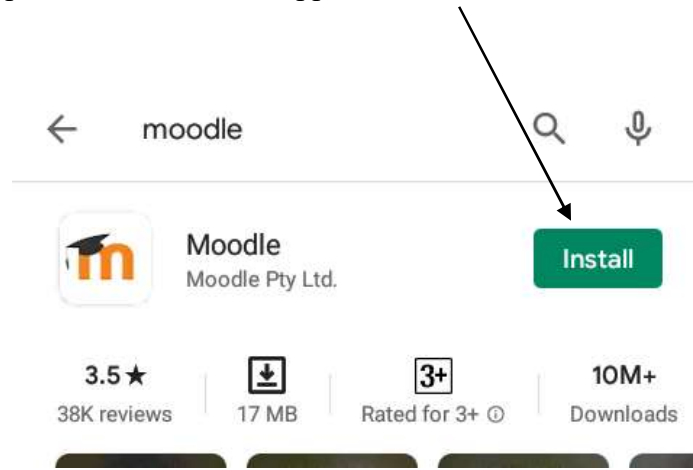 moodle
Moodle
Install
Moodle Pty Ltd.
3.5★
3+
10M+
38K reviews
17 MB
Rated for 3+ ⓘ
Downloads